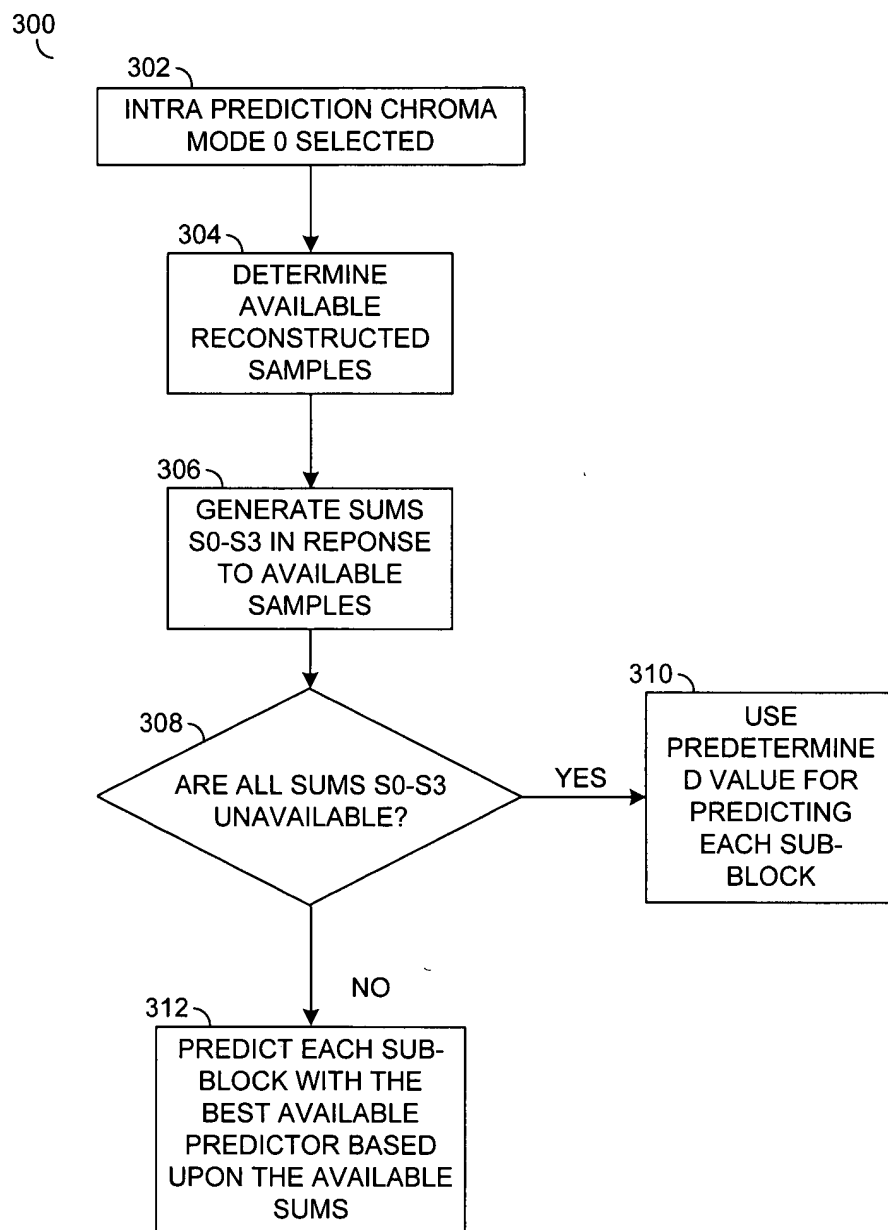 300
302
INTRA PREDICTION CHROMA
MODE 0 SELECTED
304
DETERMINE
AVAILABLE
RECONSTRUCTED
SAMPLES
306
GENERATE SUMS
S0-S3 IN REPONSE
TO AVAILABLE
SAMPLES
308
ARE ALL SUMS S0-S3
UNAVAILABLE?
YES
310
USE
PREDETERMINE
D VALUE FOR
PREDICTING
EACH SUB-
BLOCK
NO
312
PREDICT EACH SUB-
BLOCK WITH THE
BEST AVAILABLE
PREDICTOR BASED
UPON THE AVAILABLE
SUMS